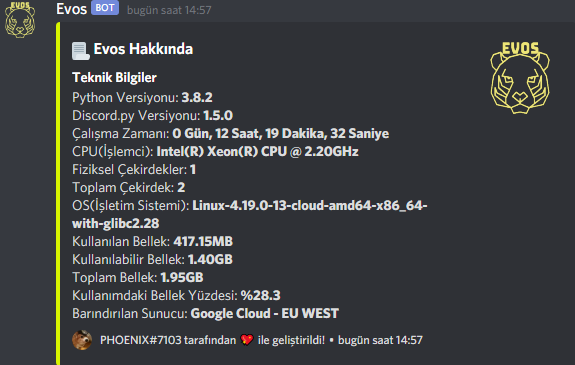 EVOS
Evos BOT bugün saat 14:57
📜 Evos Hakkında
EVOS
Teknik Bilgiler
Python Versiyonu: 3.8.2
Discord.py Versiyonu: 1.5.0
Çalışma Zamanı: 0 Gün, 12 Saat, 19 Dakika, 32 Saniye
CPU(İşlemci): Intel(R) Xeon(R) CPU @ 2.20GHz
Fiziksel Çekirdekler: 1
Toplam Çekirdek: 2
OS(İşletim Sistemi): Linux-4.19.0-13-cloud-amd64-x86_64-
with-glibc2.28
Kullanılan Bellek: 417.15MB
Kullanılabilir Bellek: 1.40GB
Toplam Bellek: 1.95GB
Kullanımdaki Bellek Yüzdesi: %28.3
Barındırılan Sunucu: Google Cloud - EU WEST
PHOENIX#7103 tarafından 💖 ile geliştirildi! • bugün saat 14:57